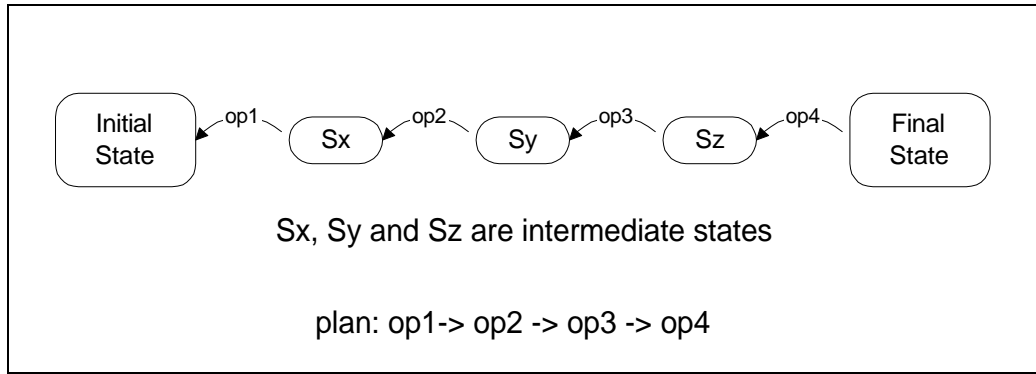 Initial
State
op1
Sx
op2
Sy
op3
Sz
op4
Final
State
Sx, Sy and Sz are intermediate states
plan: op1-> op2 -> op3 -> op4